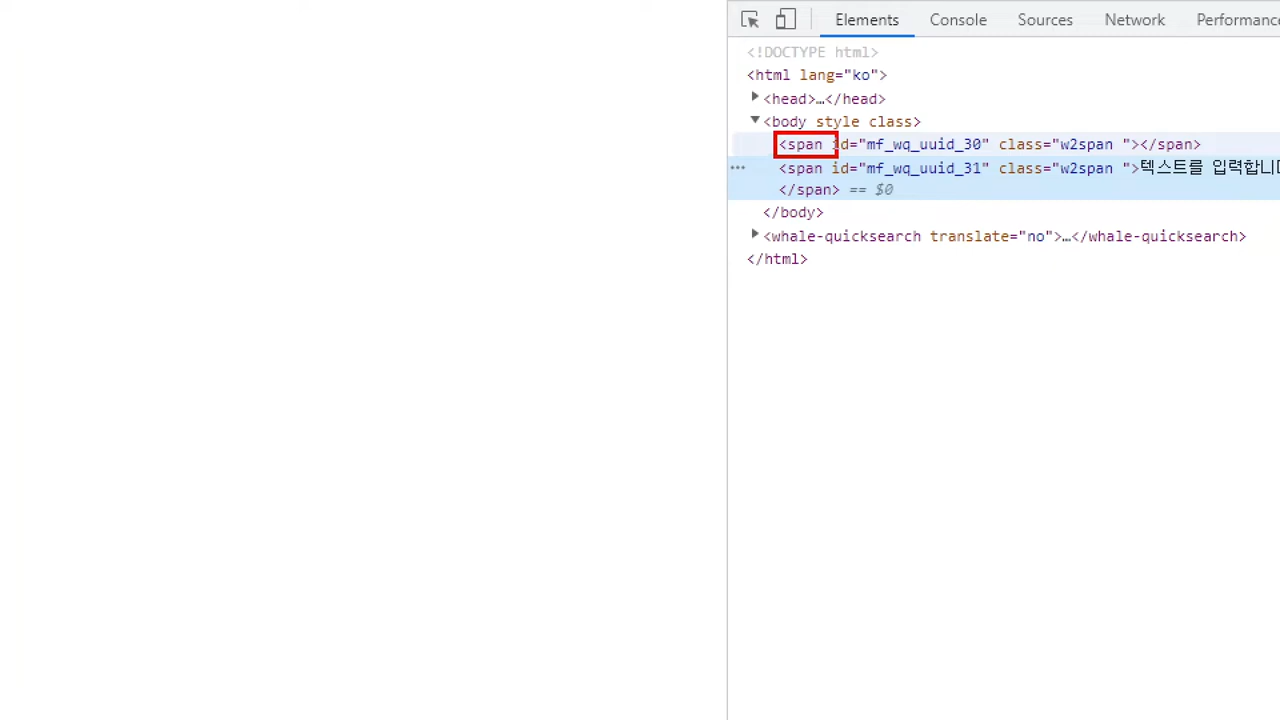 Elements Console Sources Network Performanc
<!DOCTYPE html>
<html lang="ko">
<head>…</head>
<body style class>
<span id="mf_wq_uuid_30" class="w2span "></span>
<span id="mf_wq_uuid_31" class="w2span ">텍스트를 입력합니다
</span> == $0
</body>
<whale-quicksearch translate="no">…</whale-quicksearch>
</html>